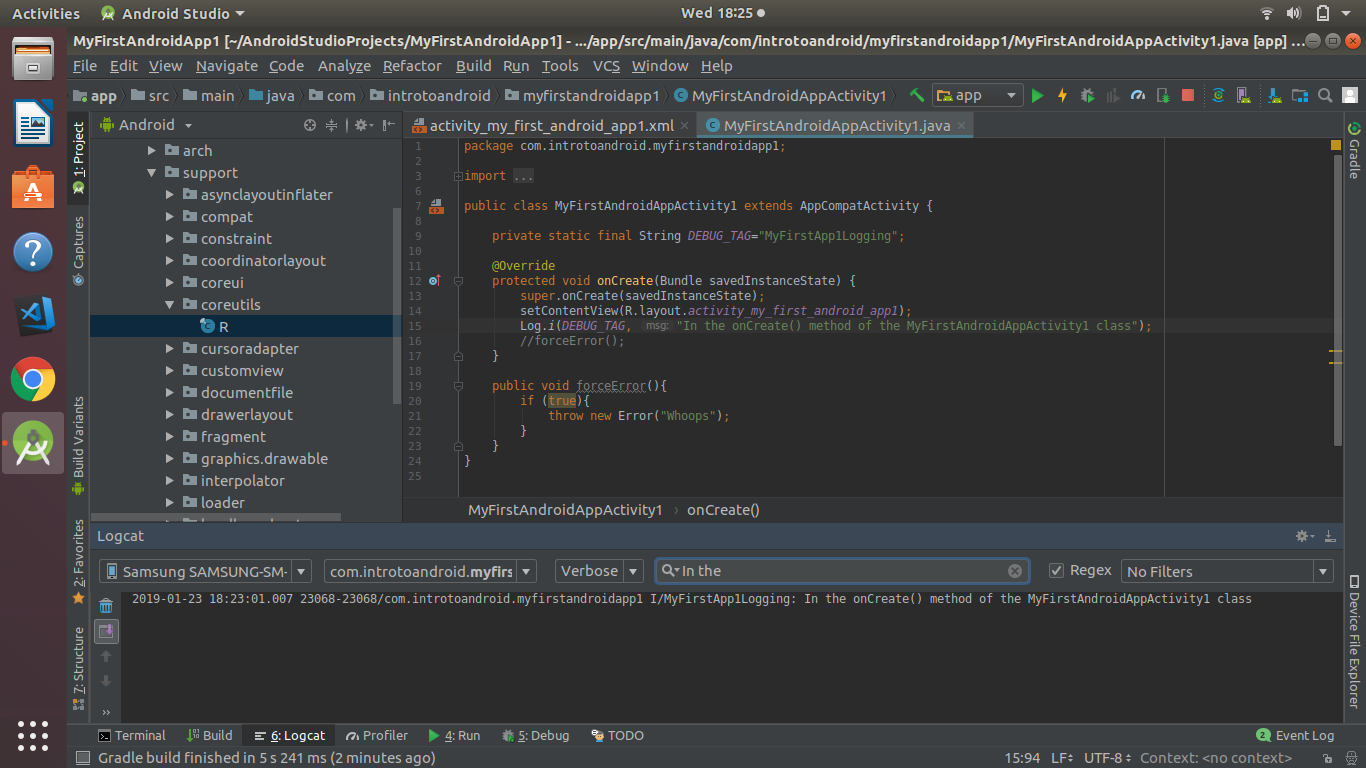 Activities Android Studio Wed 18:25
MyFirstAndroidApp1 [~/AndroidStudioProjects/MyFirstAndroidApp1] - .../app/src/main/java/com/introtoandroid/myfirstandroidapp1/MyFirstAndroidAppActivity1.java [app] ...
File Edit View Navigate Code Analyze Refactor Build Run Tools VCS Window Help
app src main java com introtoandroid myfirstandroidapp1 MyFirstAndroidAppActivity1 app
1: Project
Captures
Build Variants
2: Favorites
7: Structure
Android
arch
support
asynclayoutinflater
compat
constraint
coordinatorlayout
coreui
coreutils
R
cursoradapter
customview
documentfile
drawerlayout
fragment
graphics.drawable
interpolator
loader
activity_my_first_android_app1.xml MyFirstAndroidAppActivity1.java
1 package com.introtoandroid.myfirstandroidapp1;
2
3 import ...
6
7 public class MyFirstAndroidAppActivity1 extends AppCompatActivity {
8
9 private static final String DEBUG_TAG="MyFirstApp1Logging";
10
11 @Override
12 protected void onCreate(Bundle savedInstanceState) {
13 super.onCreate(savedInstanceState);
14 setContentView(R.layout.activity_my_first_android_app1);
15 Log.i(DEBUG_TAG, msg: "In the onCreate() method of the MyFirstAndroidAppActivity1 class");
16 //forceError();
17 }
18
19 public void forceError(){
20 if (true){
21 throw new Error("Whoops");
22 }
23 }
24 }
25
MyFirstAndroidAppActivity1 › onCreate()
Gradle
Device File Explorer
Logcat
Samsung SAMSUNG-SM- com.introtoandroid.myfirs Verbose In the Regex No Filters
2019-01-23 18:23:01.007 23068-23068/com.introtoandroid.myfirstandroidapp1 I/MyFirstApp1Logging: In the onCreate() method of the MyFirstAndroidAppActivity1 class
Terminal Build 6: Logcat Profiler 4: Run 5: Debug TODO 2 Event Log
Gradle build finished in 5 s 241 ms (2 minutes ago) 15:94 LF UTF-8 Context: <no context>